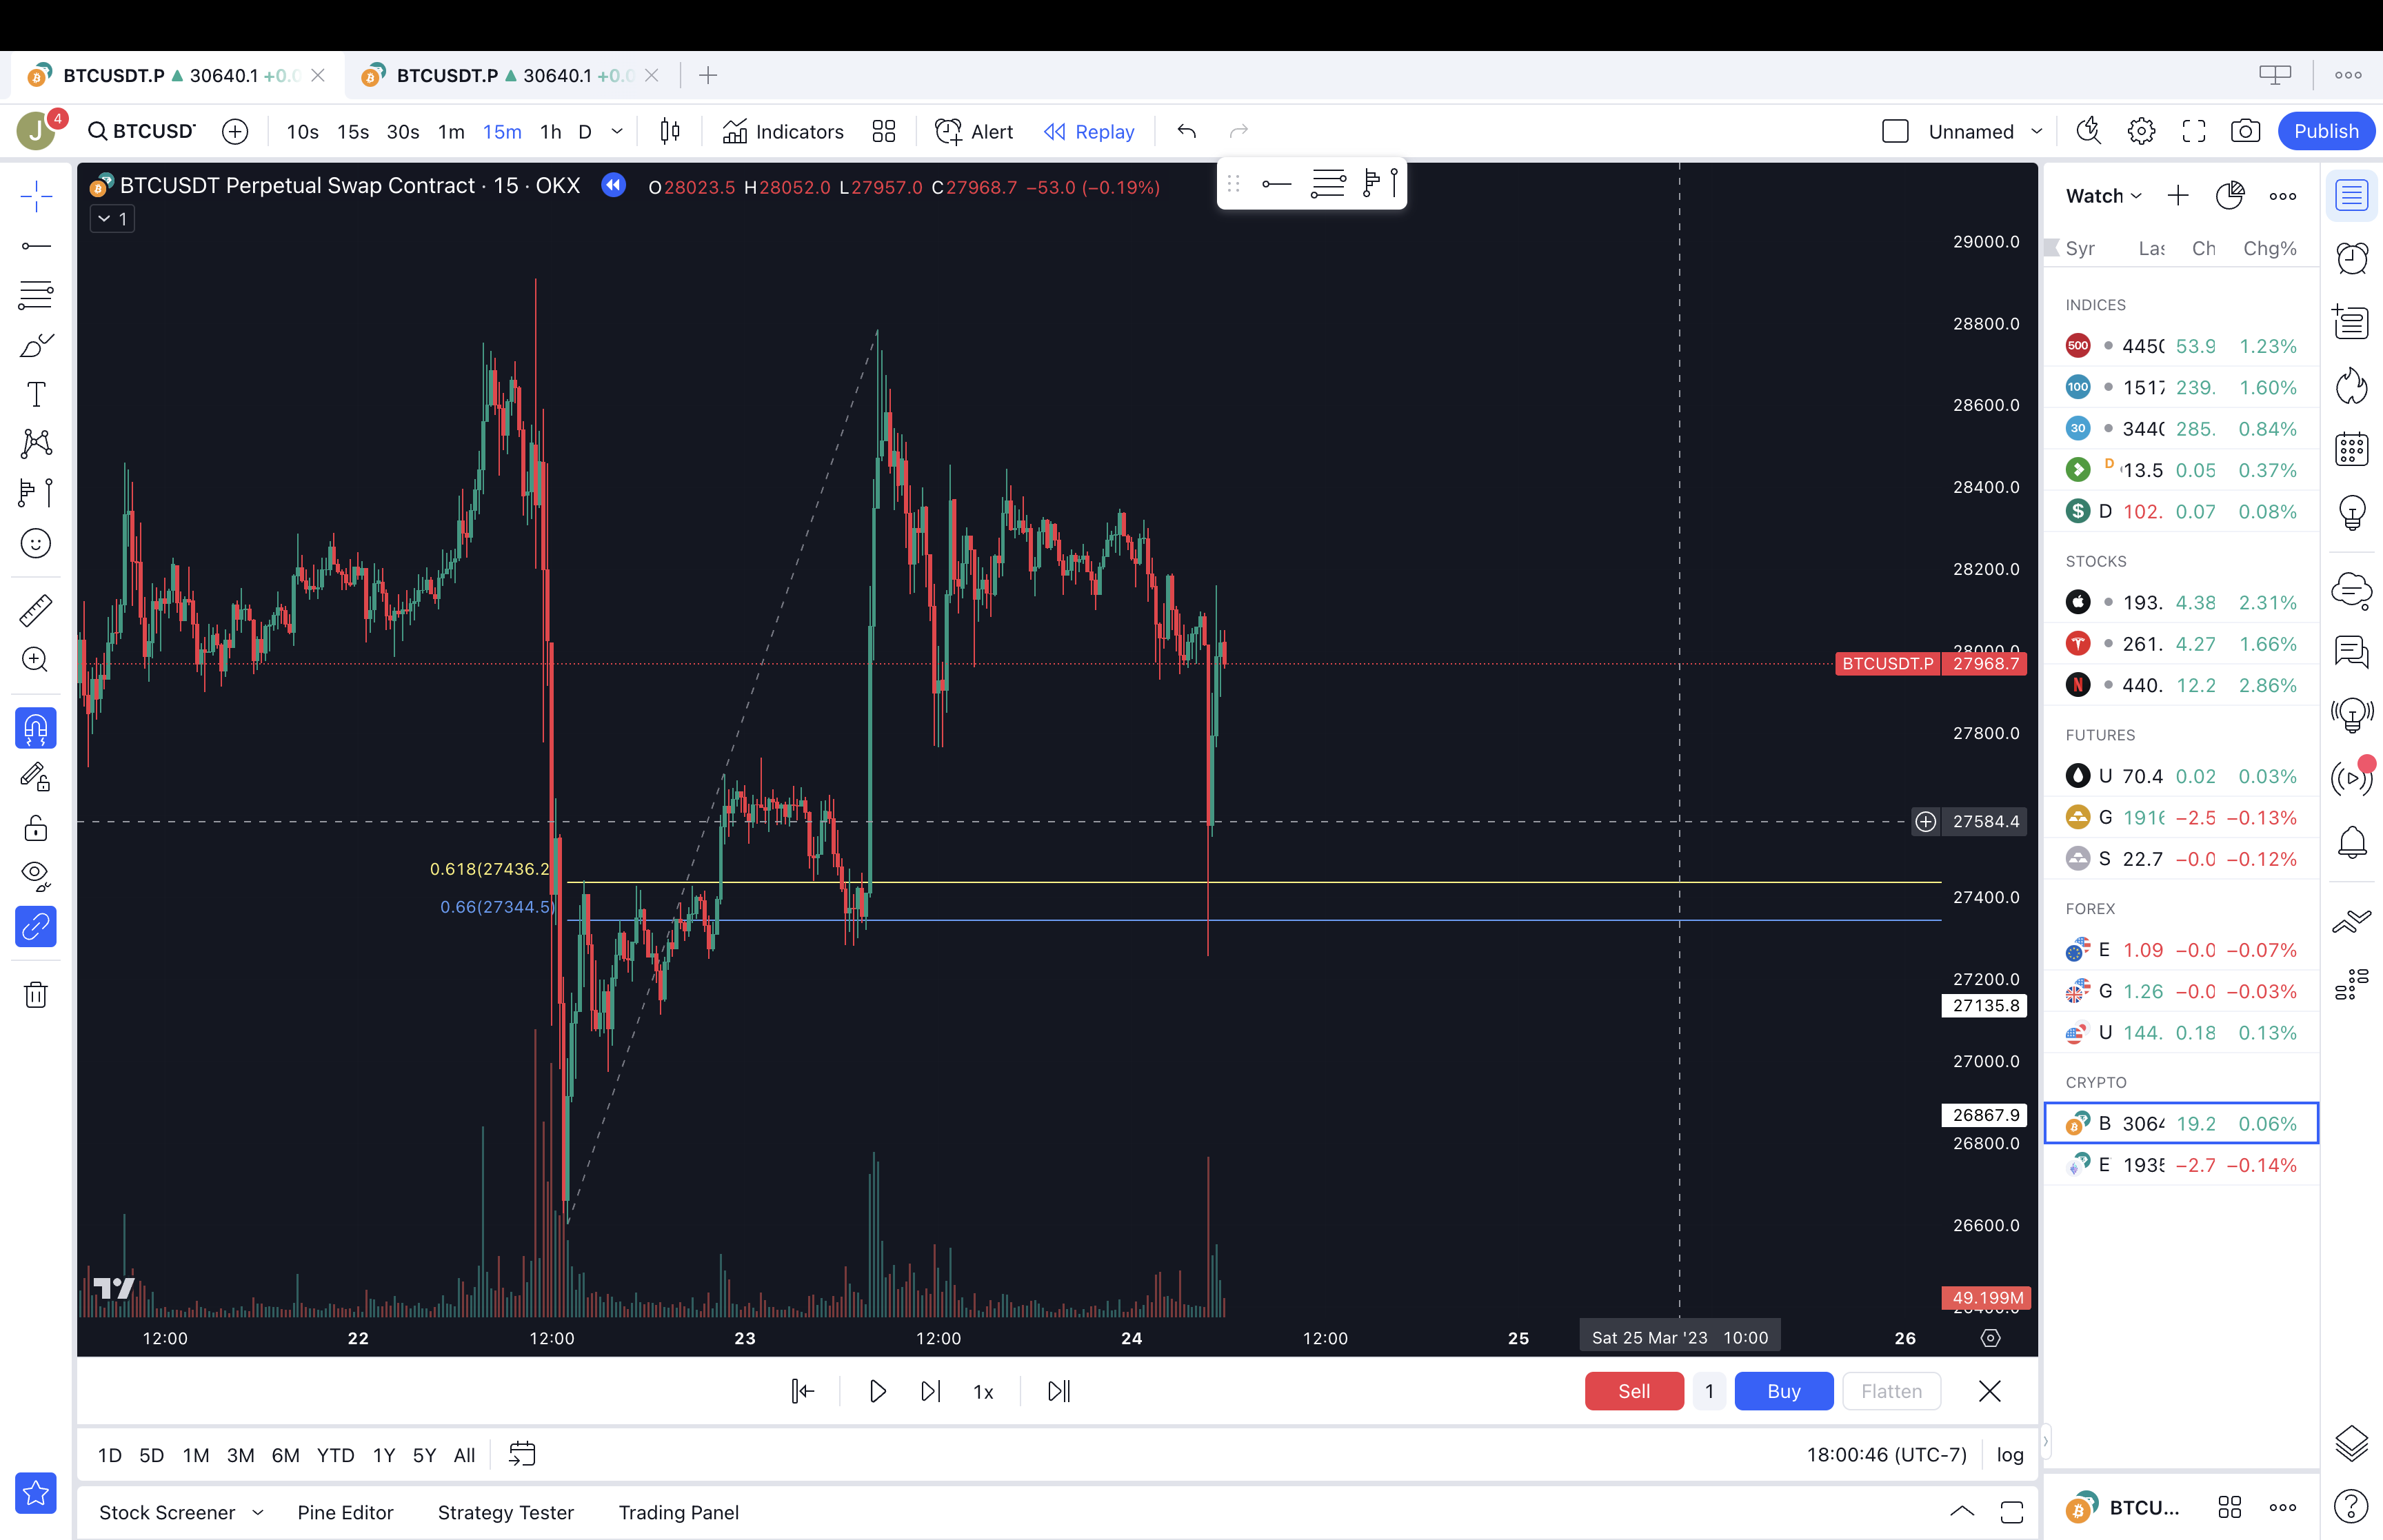 BTCUSDT.P 30640.1 +0.0
BTCUSDT.P 30640.1 +0.0
J 4
BTCUSD
10s 15s 30s 1m 15m 1h D
Indicators
Alert
Replay
Unnamed
Publish
BTCUSDT Perpetual Swap Contract · 15 · OKX O28023.5 H28052.0 L27957.0 C27968.7 −53.0 (−0.19%)
1
29000.0
28800.0
28600.0
28400.0
28200.0
28000.0
BTCUSDT.P 27968.7
27800.0
27584.4
0.618(27436.2
27400.0
0.66(27344.5)
27200.0
27135.8
27000.0
26867.9
26800.0
26600.0
49.199M
12:00 22 12:00 23 12:00 24 12:00 25 Sat 25 Mar '23 10:00 26
1x
Sell 1 Buy Flatten
1D 5D 1M 3M 6M YTD 1Y 5Y All
18:00:46 (UTC-7) log
Stock Screener Pine Editor Strategy Tester Trading Panel
Watch
Syr Las Ch Chg%
INDICES
500 445 53.9 1.23%
100 151 239. 1.60%
30 344 285. 0.84%
D 13.5 0.05 0.37%
D 102. 0.07 0.08%
STOCKS
193. 4.38 2.31%
261. 4.27 1.66%
440. 12.2 2.86%
FUTURES
U 70.4 0.02 0.03%
G 1916 −2.5 −0.13%
S 22.7 −0.0 −0.12%
FOREX
E 1.09 −0.0 −0.07%
G 1.26 −0.0 −0.03%
U 144. 0.18 0.13%
CRYPTO
B 3064 19.2 0.06%
E 1935 −2.7 −0.14%
BTCU...